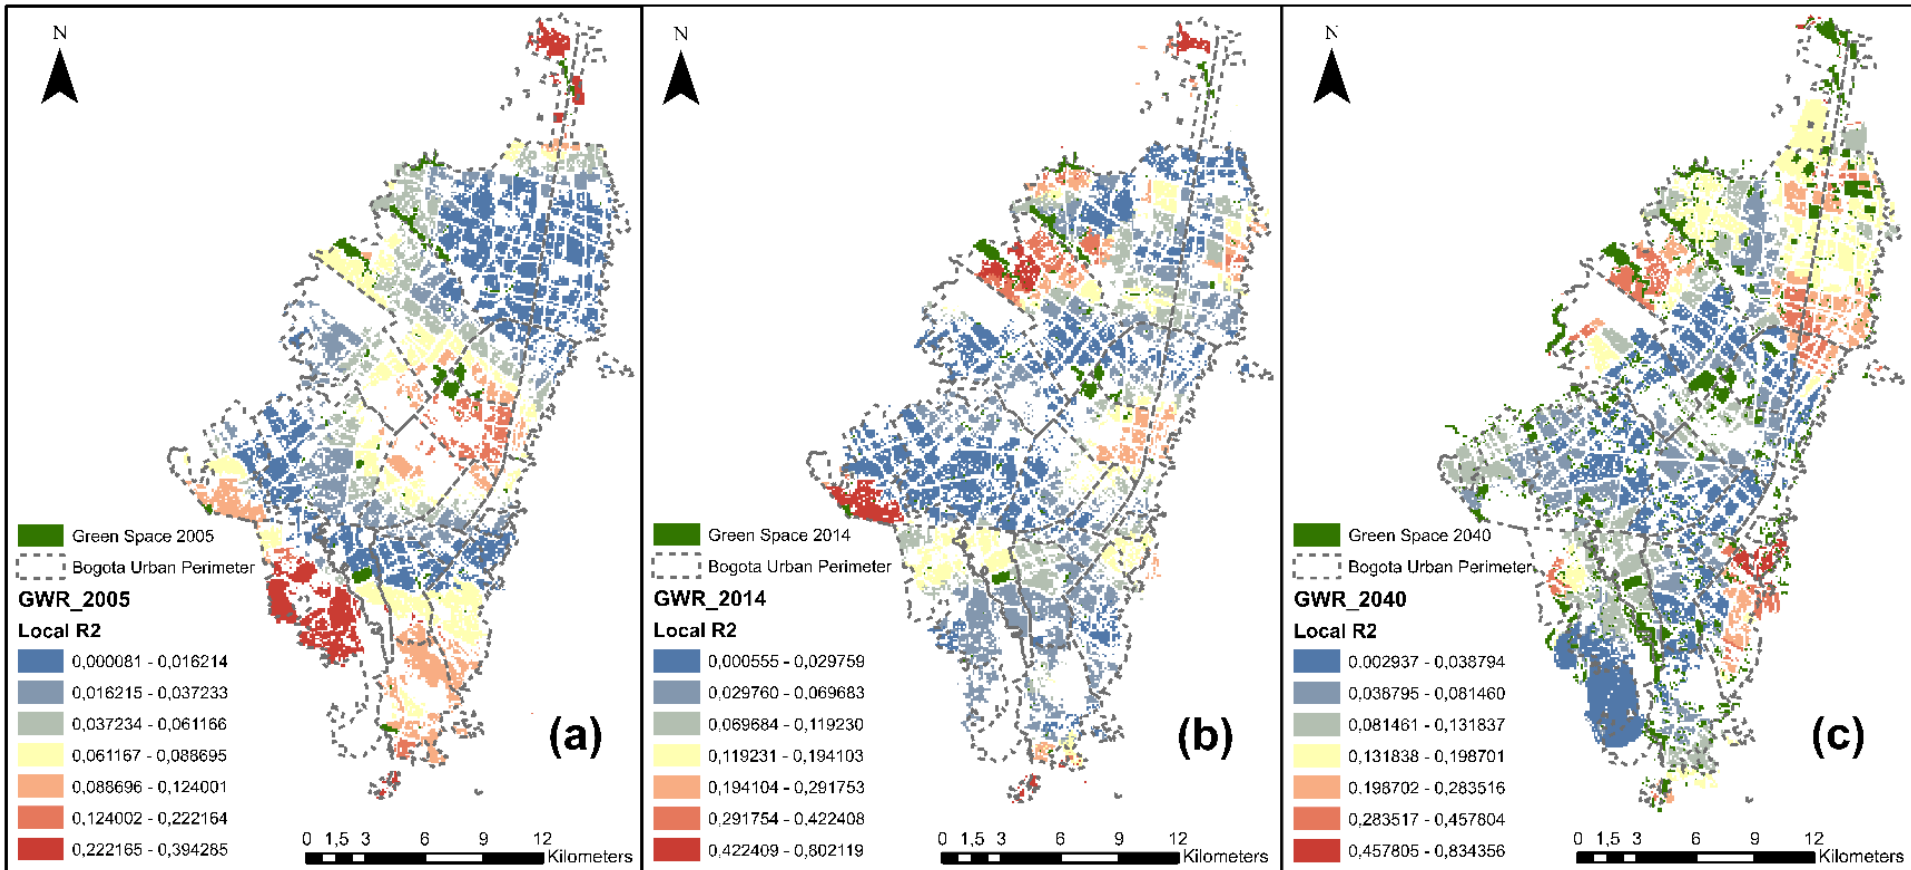 N
Green Space 2005
Bogota Urban Perimeter
GWR_2005
Local R2
0,000081 - 0,016214
0,016215 - 0,037233
0,037234 - 0,061166
0,061167 - 0,088695
0,088696 - 0,124001
0,124002 - 0,222164
0,222165 - 0,394285
(a)
0 1,5 3 6 9 12
Kilometers
N
Green Space 2014
Bogota Urban Perimeter
GWR_2014
Local R2
0,000555 - 0,029759
0,029760 - 0,069683
0,069684 - 0,119230
0,119231 - 0,194103
0,194104 - 0,291753
0,291754 - 0,422408
0,422409 - 0,602119
(b)
0 1,5 3 6 9 12
Kilometers
N
Green Space 2040
Bogota Urban Perimeter
GWR_2040
Local R2
0.002937 - 0,038794
0,038795 - 0,081460
0,081461 - 0,131837
0,131838 - 0,198701
0.198702 - 0,283516
0,283517 - 0,457804
0,457805 - 0,834356
(c)
0 1,5 3 6 9 12
Kilometers